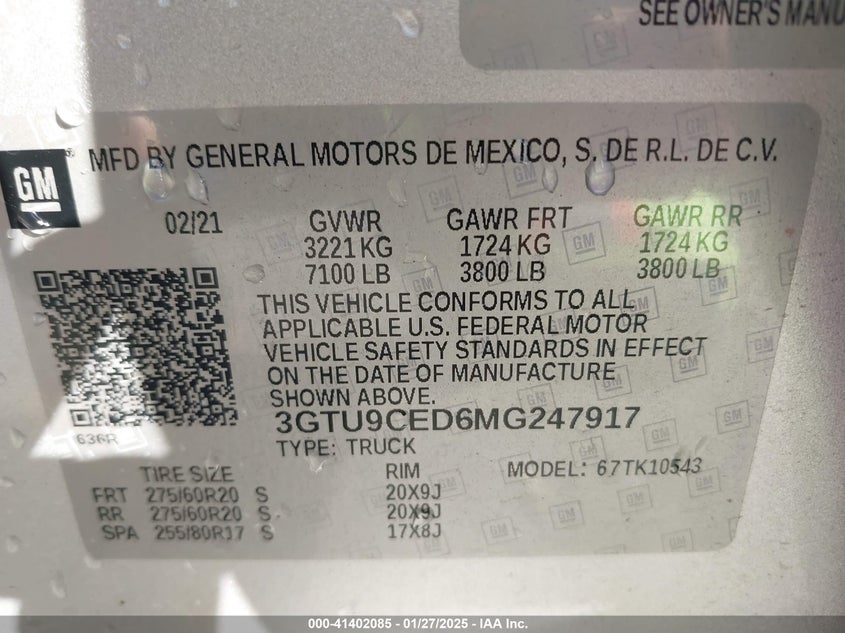 SEE OWNER'S MANU
GM
MFD BY GENERAL MOTORS DE MEXICO, S. DE R.L. DE C.V.
02/21 GVWR GAWR FRT GAWR RR
3221 KG 1724 KG 1724 KG
7100 LB 3800 LB 3800 LB
THIS VEHICLE CONFORMS TO ALL
APPLICABLE U.S. FEDERAL MOTOR
VEHICLE SAFETY STANDARDS IN EFFECT
ON THE DATE OF MANUFACTURE
SHOWN ABOVE.
3GTU9CED6MG247917
636R
TYPE: TRUCK
TIRE SIZE RIM MODEL: 67TK10543
FRT 275/60R20 S 20X9J
RR 275/60R20 S 20X9J
SPA 255/80R17 S 17X8J
000-41402085 - 01/27/2025 - IAA Inc.